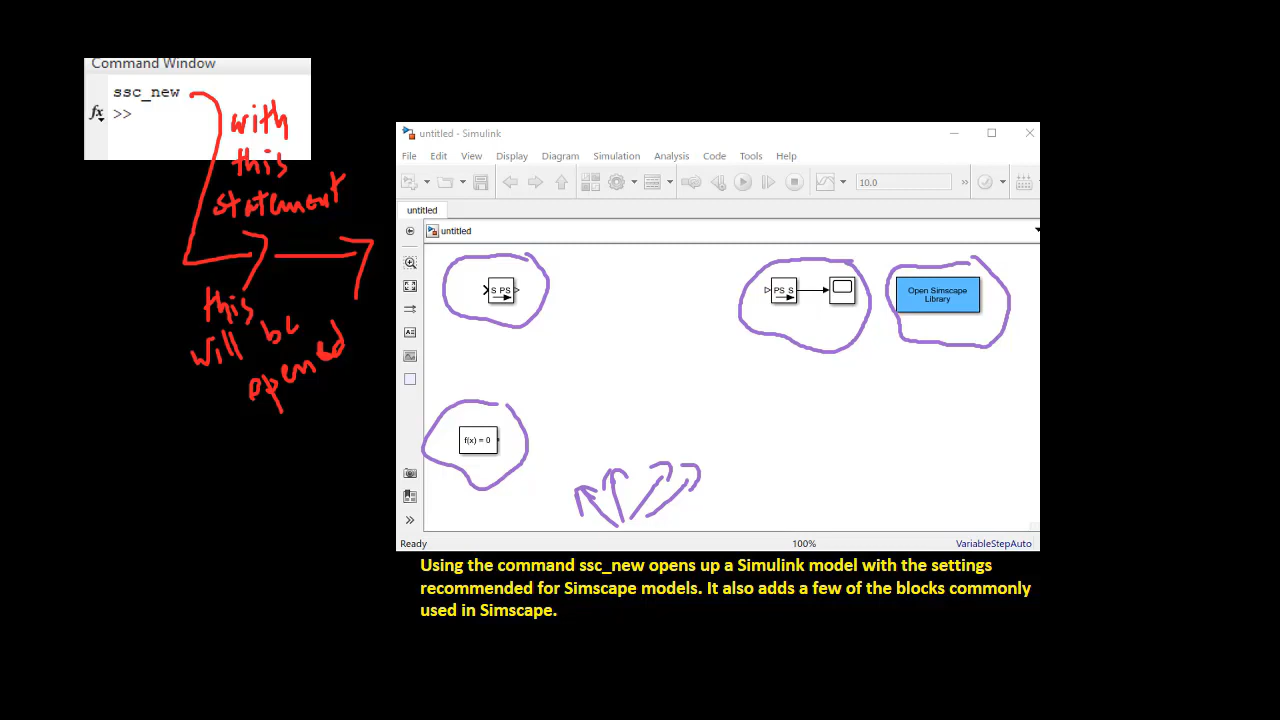 Command Window
ssc_new
fx >>
with
this
statement
this
will be
opened
untitled - Simulink
File Edit View Display Diagram Simulation Analysis Code Tools Help
10.0 »
untitled
untitled
S PS
PS S
Open Simscape
Library
f(x) = 0
Ready 100% VariableStepAuto
Using the command ssc_new opens up a Simulink model with the settings
recommended for Simscape models. It also adds a few of the blocks commonly
used in Simscape.